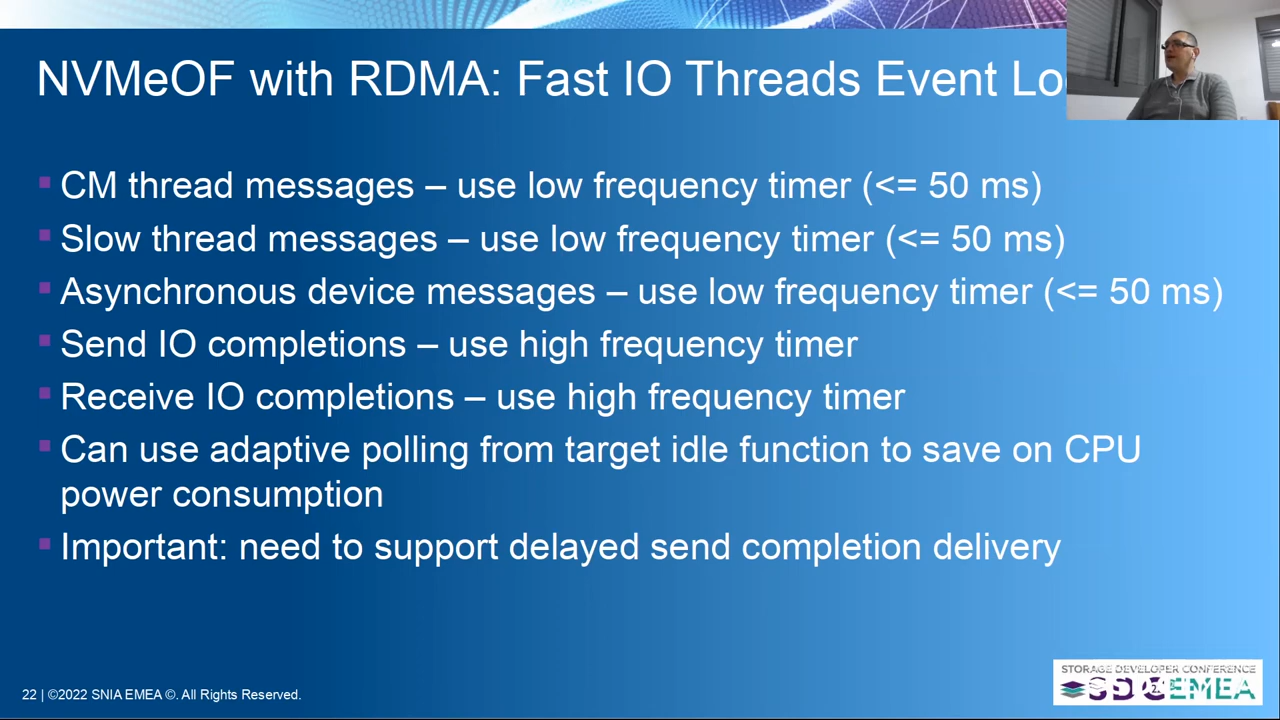 NVMeOF with RDMA: Fast IO Threads Event
CM thread messages – use low frequency timer (<= 50 ms)
Slow thread messages – use low frequency timer (<= 50 ms)
Asynchronous device messages – use low frequency timer (<= 50 ms)
Send IO completions – use high frequency timer
Receive IO completions – use high frequency timer
Can use adaptive polling from target idle function to save on CPU
power consumption
Important: need to support delayed send completion delivery
22 | ©2022 SNIA EMEA ©. All Rights Reserved.
STORAGE DEVELOPER CONFERENCE
EMEA